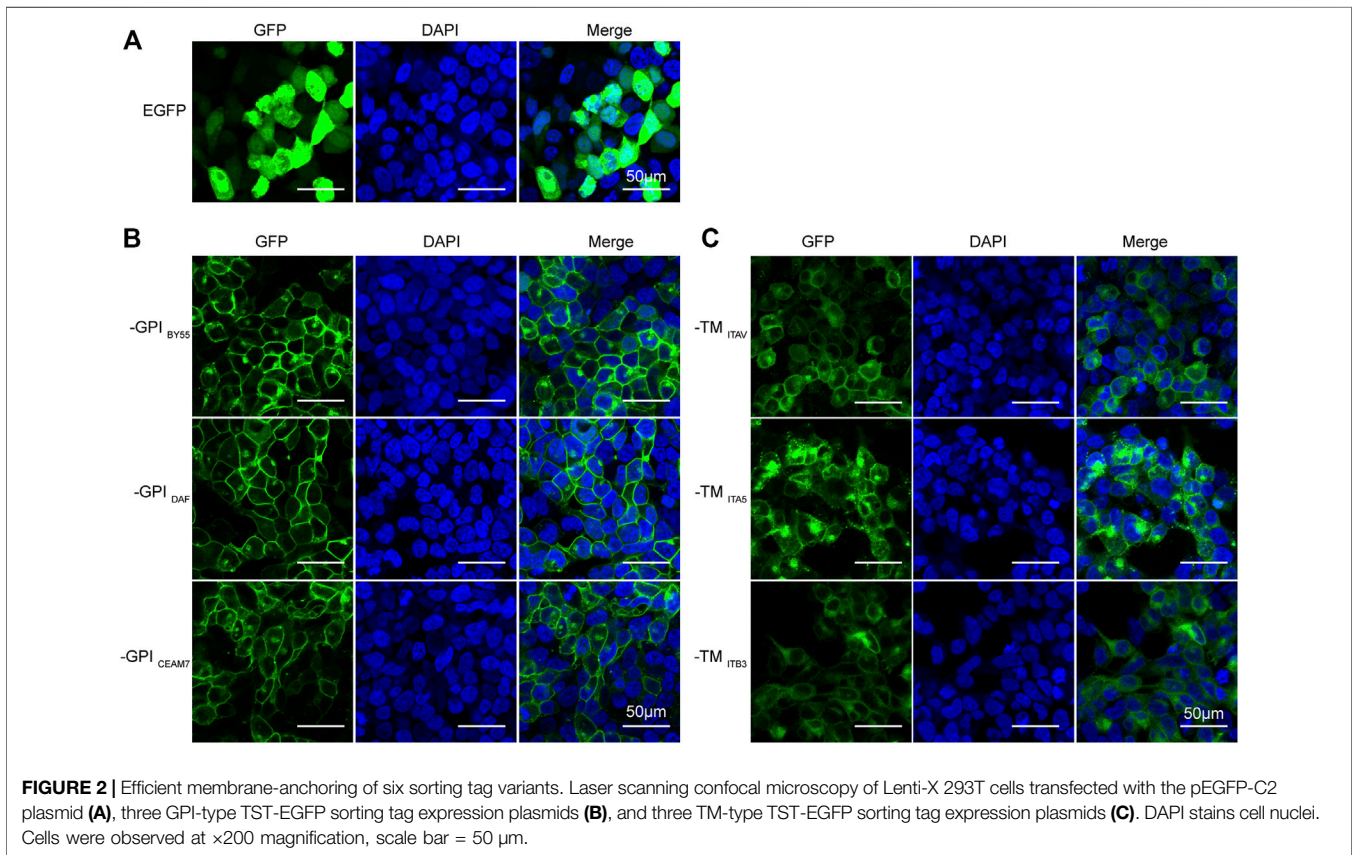 A
GFP DAPI Merge
EGFP
50μm
B
GFP DAPI Merge
-GPI BY55
-GPI DAF
-GPI CEAM7
50μm
C
GFP DAPI Merge
-TM ITAV
-TM ITA5
-TM ITB3
50μm
FIGURE 2 | Efficient membrane-anchoring of six sorting tag variants. Laser scanning confocal microscopy of Lenti-X 293T cells transfected with the pEGFP-C2
plasmid (A), three GPI-type TST-EGFP sorting tag expression plasmids (B), and three TM-type TST-EGFP sorting tag expression plasmids (C). DAPI stains cell nuclei.
Cells were observed at ×200 magnification, scale bar = 50 μm.